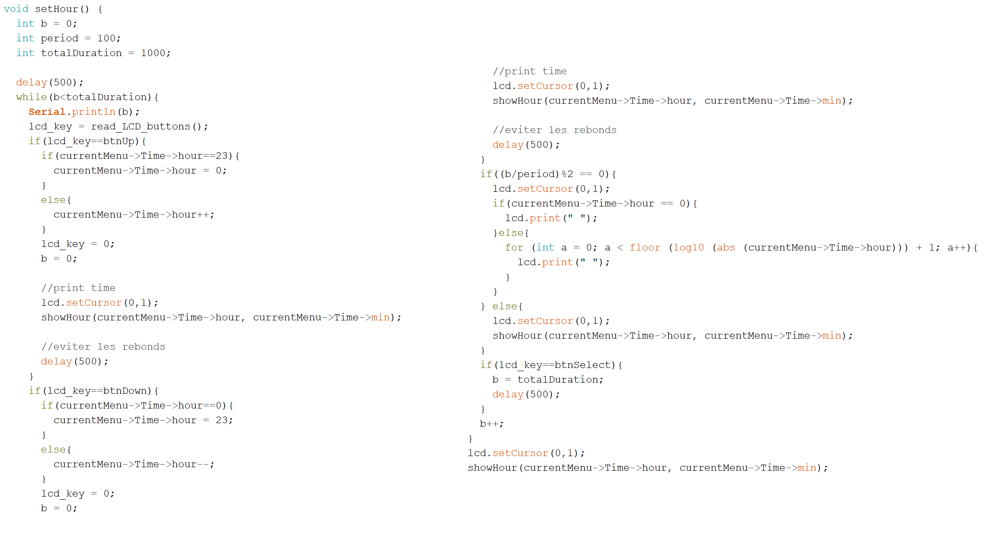 void setHour() {
  int b = 0;
  int period = 100;
  int totalDuration = 1000;

  delay(500);
  while(b<totalDuration){
    Serial.println(b);
    lcd_key = read_LCD_buttons();
    if(lcd_key==btnUp){
      if(currentMenu->Time->hour==23){
        currentMenu->Time->hour = 0;
      }
      else{
        currentMenu->Time->hour++;
      }
      lcd_key = 0;
      b = 0;

      //print time
      lcd.setCursor(0,1);
      showHour(currentMenu->Time->hour, currentMenu->Time->min);

      //eviter les rebonds
      delay(500);
    }
    if(lcd_key==btnDown){
      if(currentMenu->Time->hour==0){
        currentMenu->Time->hour = 23;
      }
      else{
        currentMenu->Time->hour--;
      }
      lcd_key = 0;
      b = 0;

      //print time
      lcd.setCursor(0,1);
      showHour(currentMenu->Time->hour, currentMenu->Time->min);

      //eviter les rebonds
      delay(500);
    }
    if((b/period)%2 == 0){
      lcd.setCursor(0,1);
      if(currentMenu->Time->hour == 0){
        lcd.print(" ");
      }else{
        for (int a = 0; a < floor (log10 (abs (currentMenu->Time->hour))) + 1; a++){
          lcd.print(" ");
        }
      }
    } else{
      lcd.setCursor(0,1);
      showHour(currentMenu->Time->hour, currentMenu->Time->min);
    }
    if(lcd_key==btnSelect){
      b = totalDuration;
      delay(500);
    }
    b++;
  }
  lcd.setCursor(0,1);
  showHour(currentMenu->Time->hour, currentMenu->Time->min);